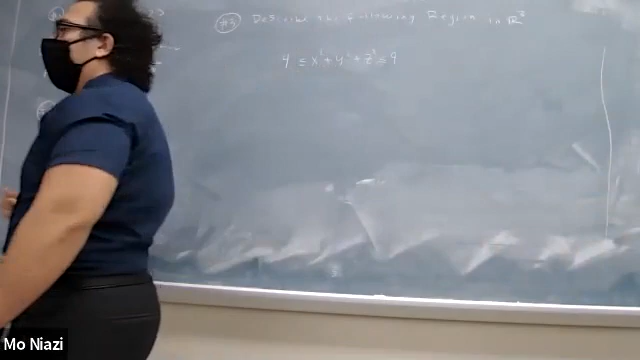 #3 Describe the following Region in ℝ³
4 ≤ x² + y² + z² ≤ 9
Mo Niazi